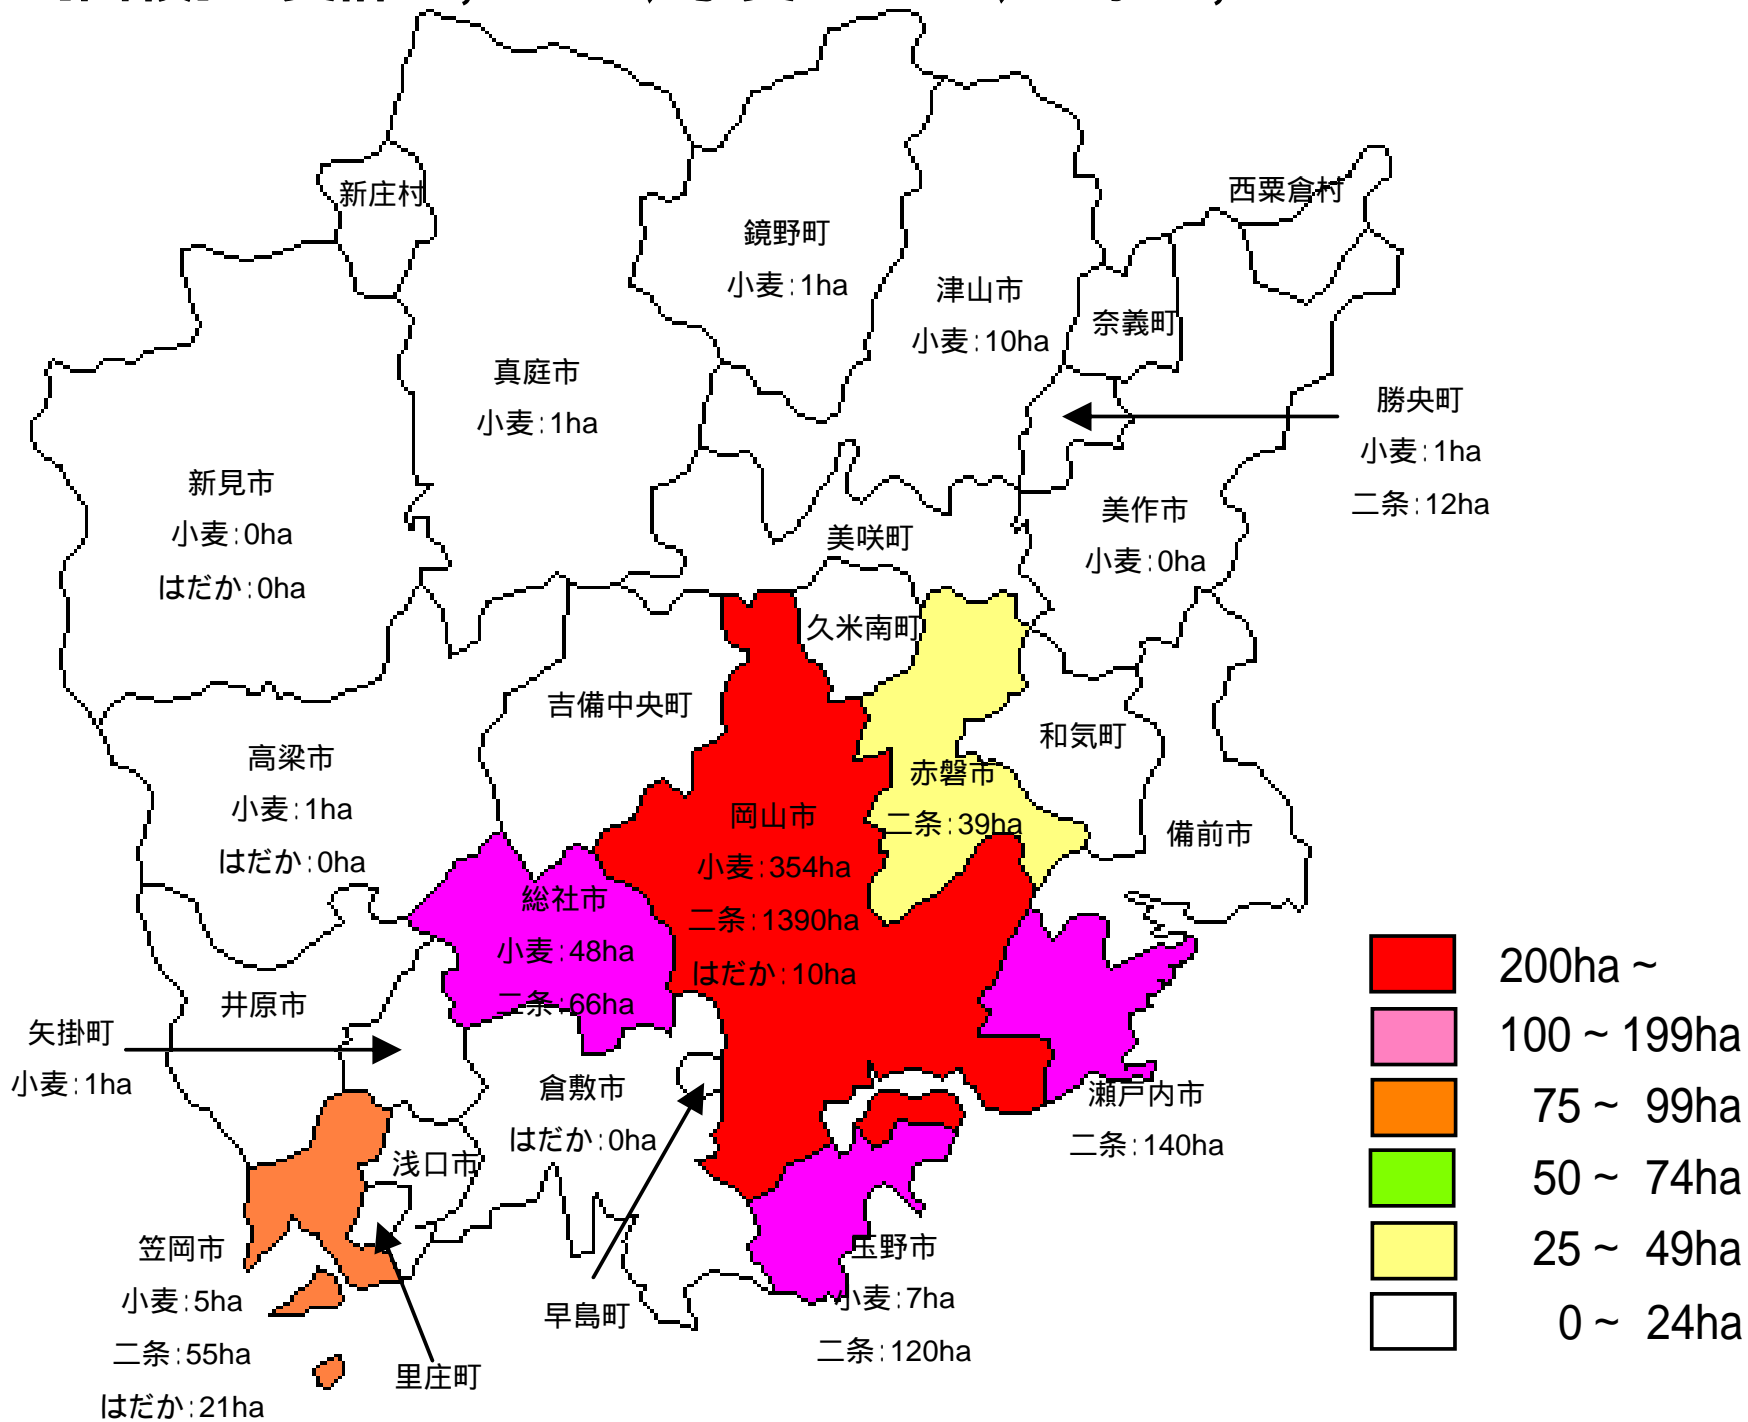 新庄村
西粟倉村
鏡野町
小麦:1ha
津山市
小麦:10ha
奈義町
真庭市
小麦:1ha
勝央町
小麦:1ha
二条:12ha
新見市
小麦:0ha
はだか:0ha
美作市
小麦:0ha
美咲町
久米南町
吉備中央町
和気町
高梁市
小麦:1ha
はだか:0ha
赤磐市
二条:39ha
岡山市
小麦:354ha
二条:1390ha
はだか:10ha
備前市
総社市
小麦:48ha
二条:66ha
井原市
矢掛町
小麦:1ha
倉敷市
はだか:0ha
瀬戸内市
二条:140ha
浅口市
笠岡市
小麦:5ha
二条:55ha
はだか:21ha
里庄町
早島町
玉野市
小麦:7ha
二条:120ha
200ha ~
100 ~ 199ha
75 ~ 99ha
50 ~ 74ha
25 ~ 49ha
0 ~ 24ha